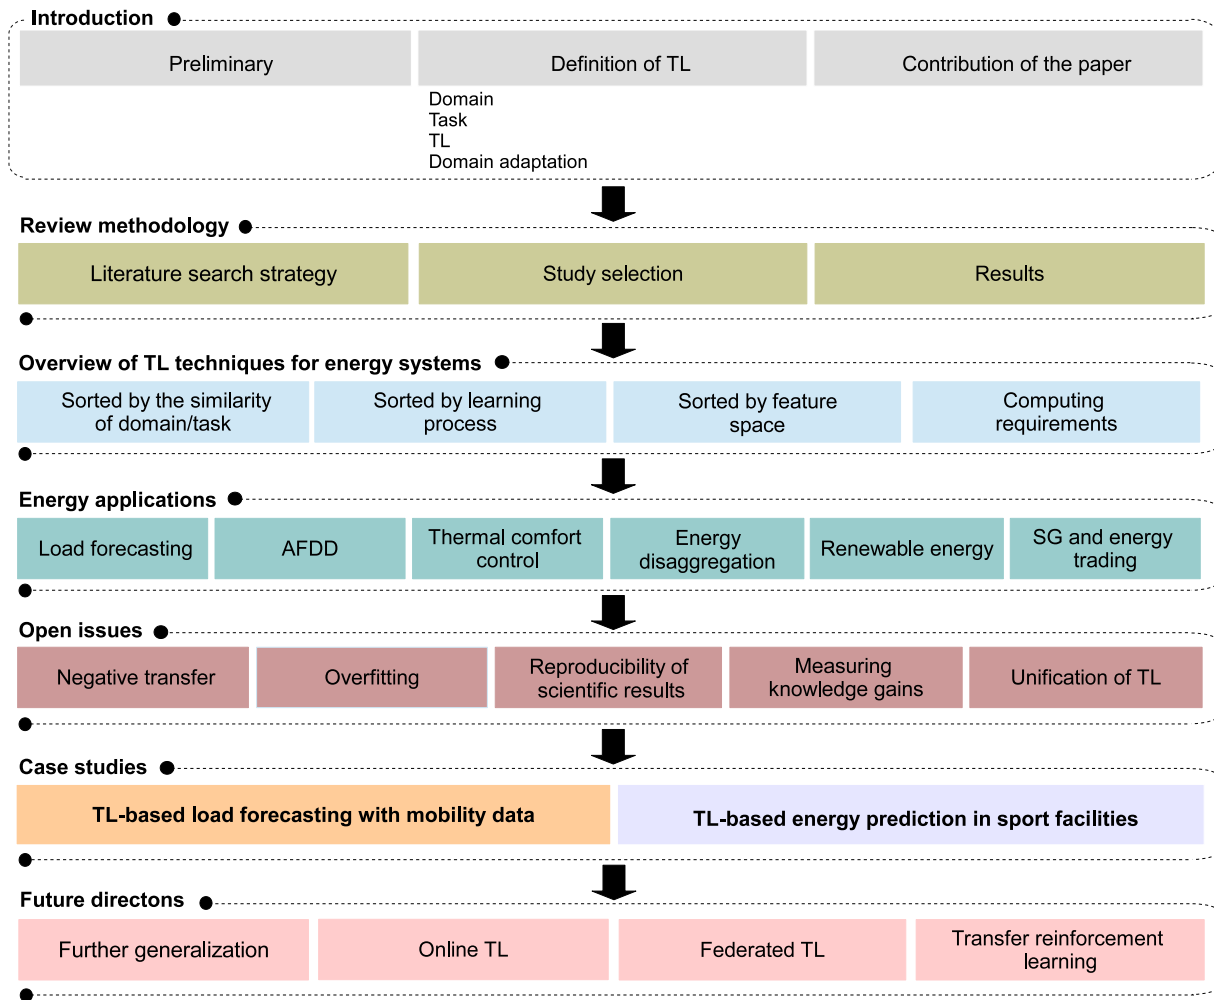 Introduction
Preliminary
Definition of TL
Contribution of the paper
Domain
Task
TL
Domain adaptation
Review methodology
Literature search strategy
Study selection
Results
Overview of TL techniques for energy systems
Sorted by the similarity
of domain/task
Sorted by learning
process
Sorted by feature
space
Computing
requirements
Energy applications
Load forecasting
AFDD
Thermal comfort
control
Energy
disaggregation
Renewable energy
SG and energy
trading
Open issues
Negative transfer
Overfitting
Reproducibility of
scientific results
Measuring
knowledge gains
Unification of TL
Case studies
TL-based load forecasting with mobility data
TL-based energy prediction in sport facilities
Future directons
Further generalization
Online TL
Federated TL
Transfer reinforcement
learning